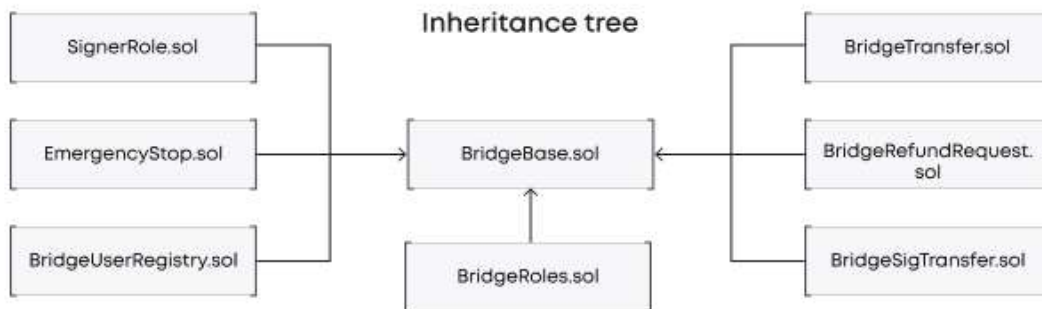 Inheritance tree
SignerRole.sol
EmergencyStop.sol
BridgeUserRegistry.sol
BridgeBase.sol
BridgeRoles.sol
BridgeTransfer.sol
BridgeRefundRequest.
sol
BridgeSigTransfer.sol